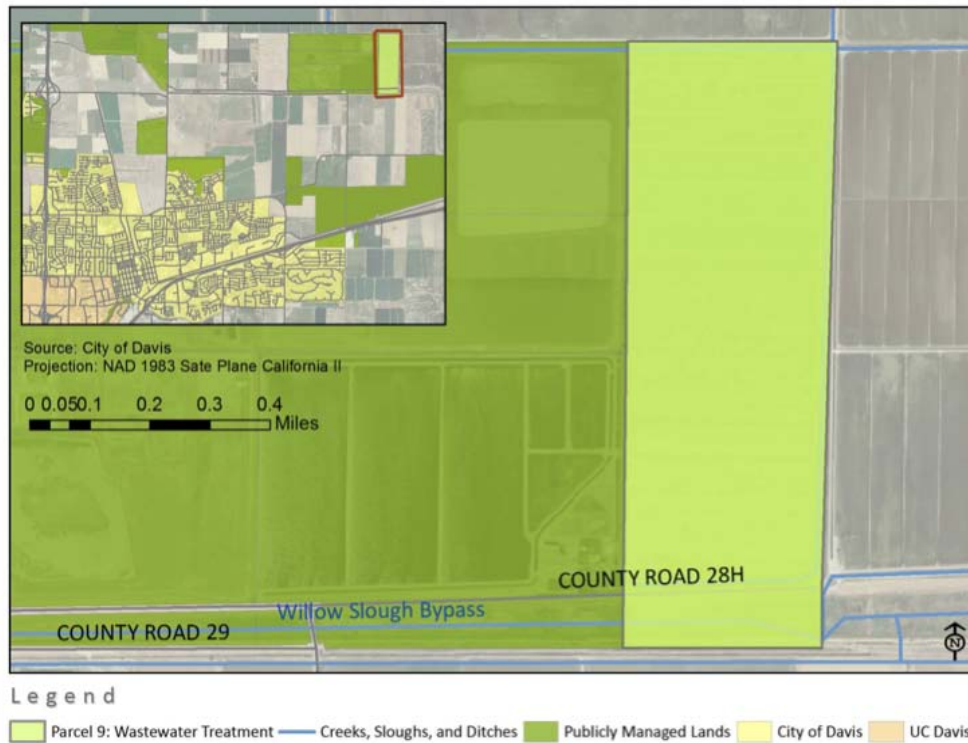 Source: City of Davis
Projection: NAD 1983 Sate Plane California II
0 0.050.1 0.2 0.3 0.4
Miles
COUNTY ROAD 28H
Willow Slough Bypass
COUNTY ROAD 29
N
Legend
Parcel 9: Wastewater Treatment Creeks, Sloughs, and Ditches Publicly Managed Lands City of Davis UC Davis